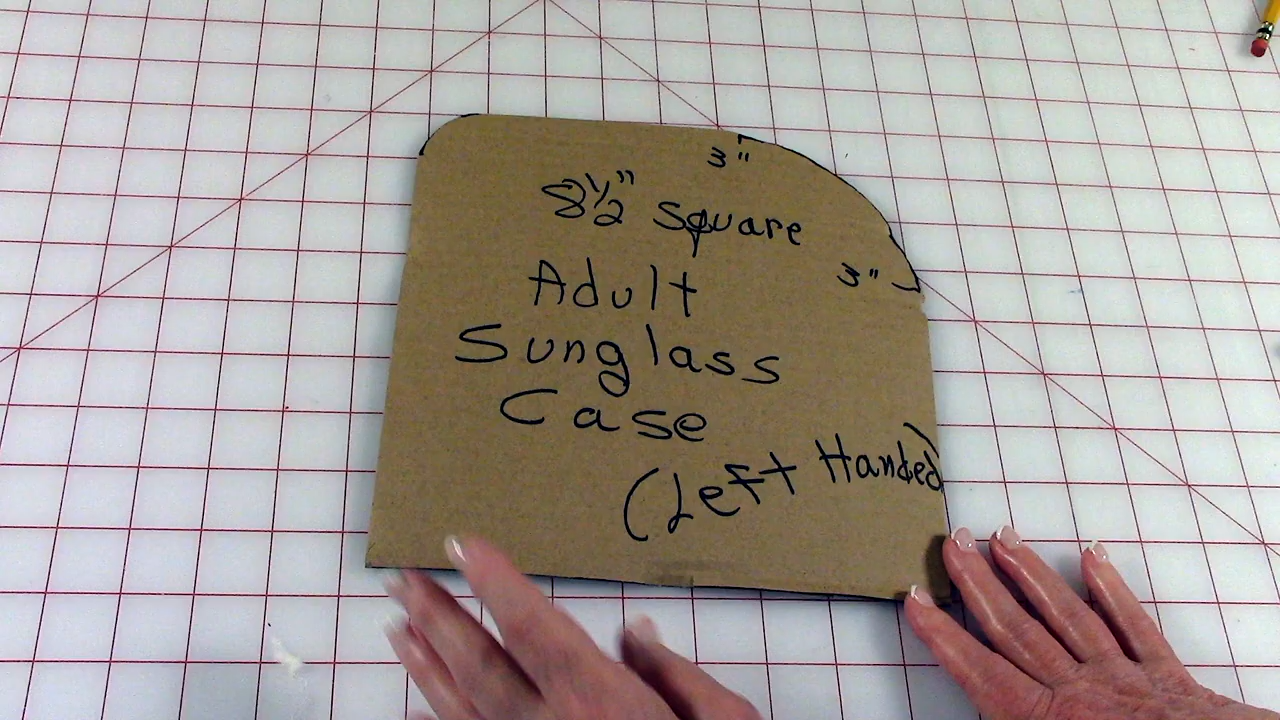 3"
8½" Square
3"
Adult
Sunglass
Case
(Left Handed)